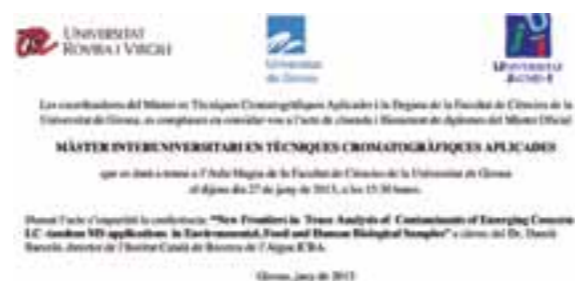 UNIVERSITAT
ROVIRA I VIRGILI
Universitat
de Girona
UNIVERSITAT
JAUME I
Les coordinadores del Màster en Tècniques Cromatogràfiques Aplicades i la Degana de la Facultat de Ciències de la
Universitat de Girona, es complauen en convidar-vos a l'acte de clausura i lliurament de diplomes del Màster Oficial
MÀSTER INTERUNIVERSITARI EN TÈCNIQUES CROMATOGRÀFIQUES APLICADES
que es durà a terme a l'Aula Magna de la Facultat de Ciències de la Universitat de Girona
el dijous dia 27 de juny de 2013, a les 15:30 hores.
Durant l'acte s'impartirà la conferència: "New Frontiers in Trace Analysis of Contaminants of Emerging Concern
LC-tandem MS applications in Environmental, Food and Human Biological Samples" a càrrec del Dr. Damià
Barceló, director de l'Institut Català de Recerca de l'Aigua ICRA.
Girona, juny de 2013